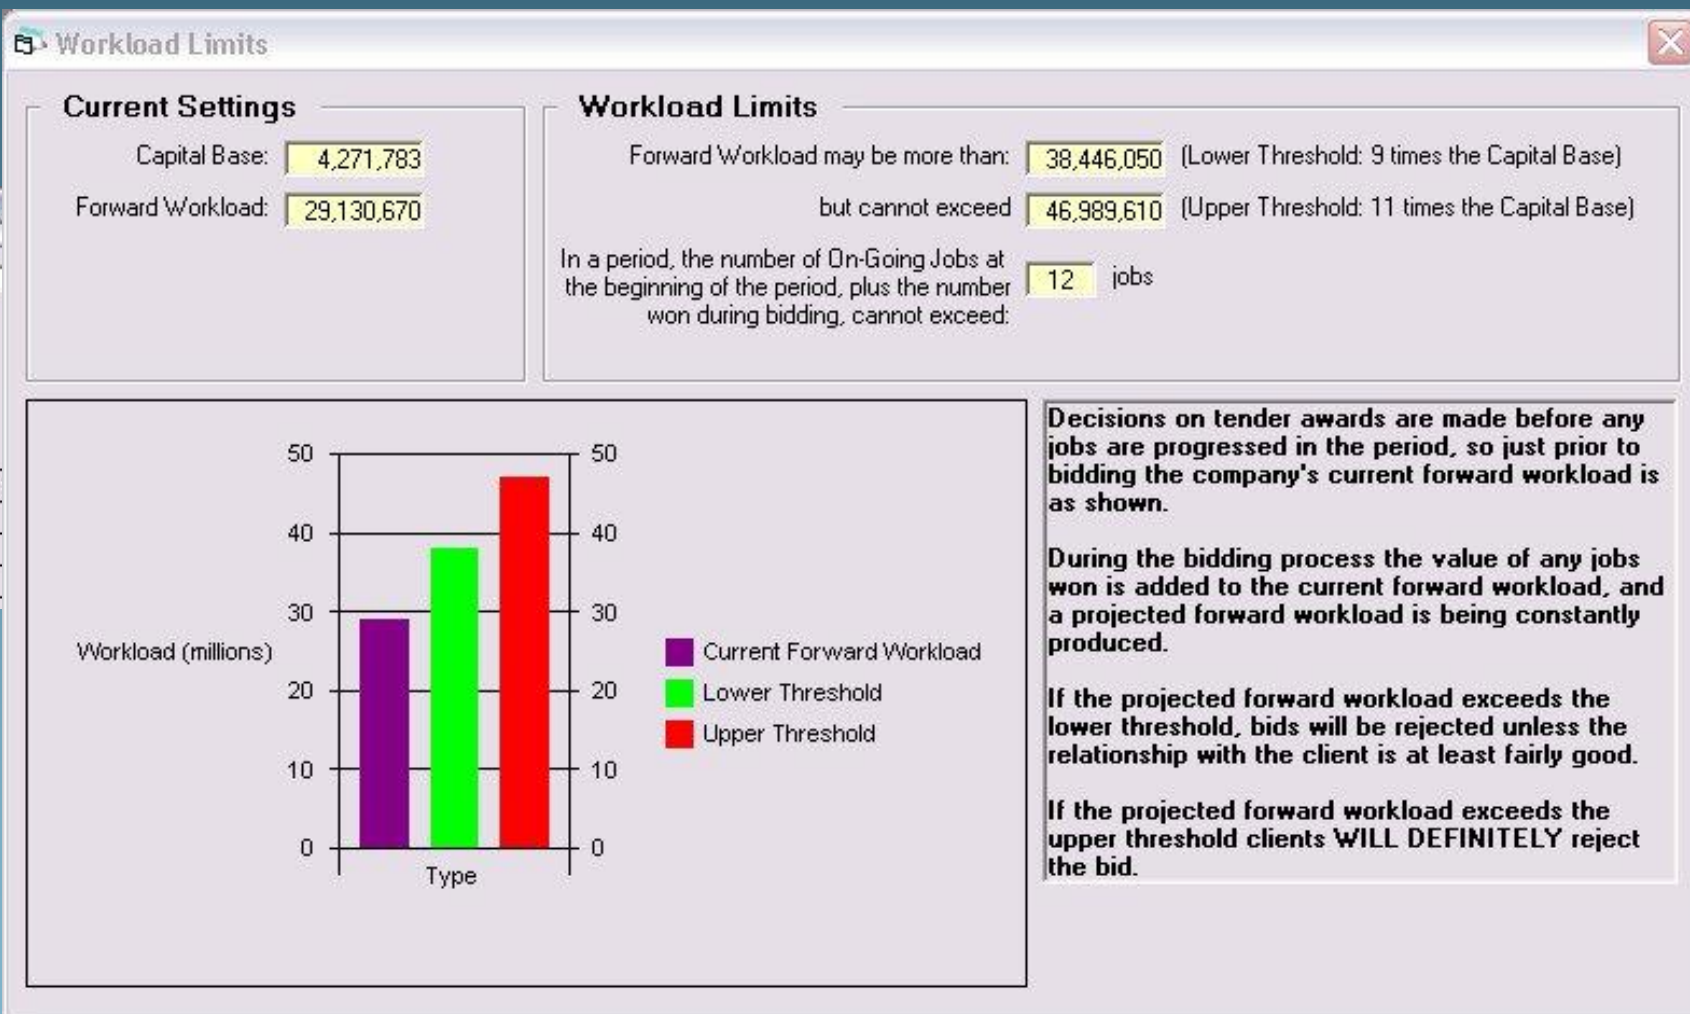 Workload Limits
Current Settings
Capital Base: 4,271,783
Forward Workload: 29,130,670
Workload Limits
Forward Workload may be more than: 38,446,050 (Lower Threshold: 9 times the Capital Base)
but cannot exceed 46,989,610 (Upper Threshold: 11 times the Capital Base)
In a period, the number of On-Going Jobs at
the beginning of the period, plus the number
won during bidding, cannot exceed:
12 jobs
50 50
40 40
30 30
Workload (millions)
20 20
10 10
0 0
Type
Current Forward Workload
Lower Threshold
Upper Threshold
Decisions on tender awards are made before any
jobs are progressed in the period, so just prior to
bidding the company's current forward workload is
as shown.
During the bidding process the value of any jobs
won is added to the current forward workload, and
a projected forward workload is being constantly
produced.
If the projected forward workload exceeds the
lower threshold, bids will be rejected unless the
relationship with the client is at least fairly good.
If the projected forward workload exceeds the
upper threshold clients WILL DEFINITELY reject
the bid.